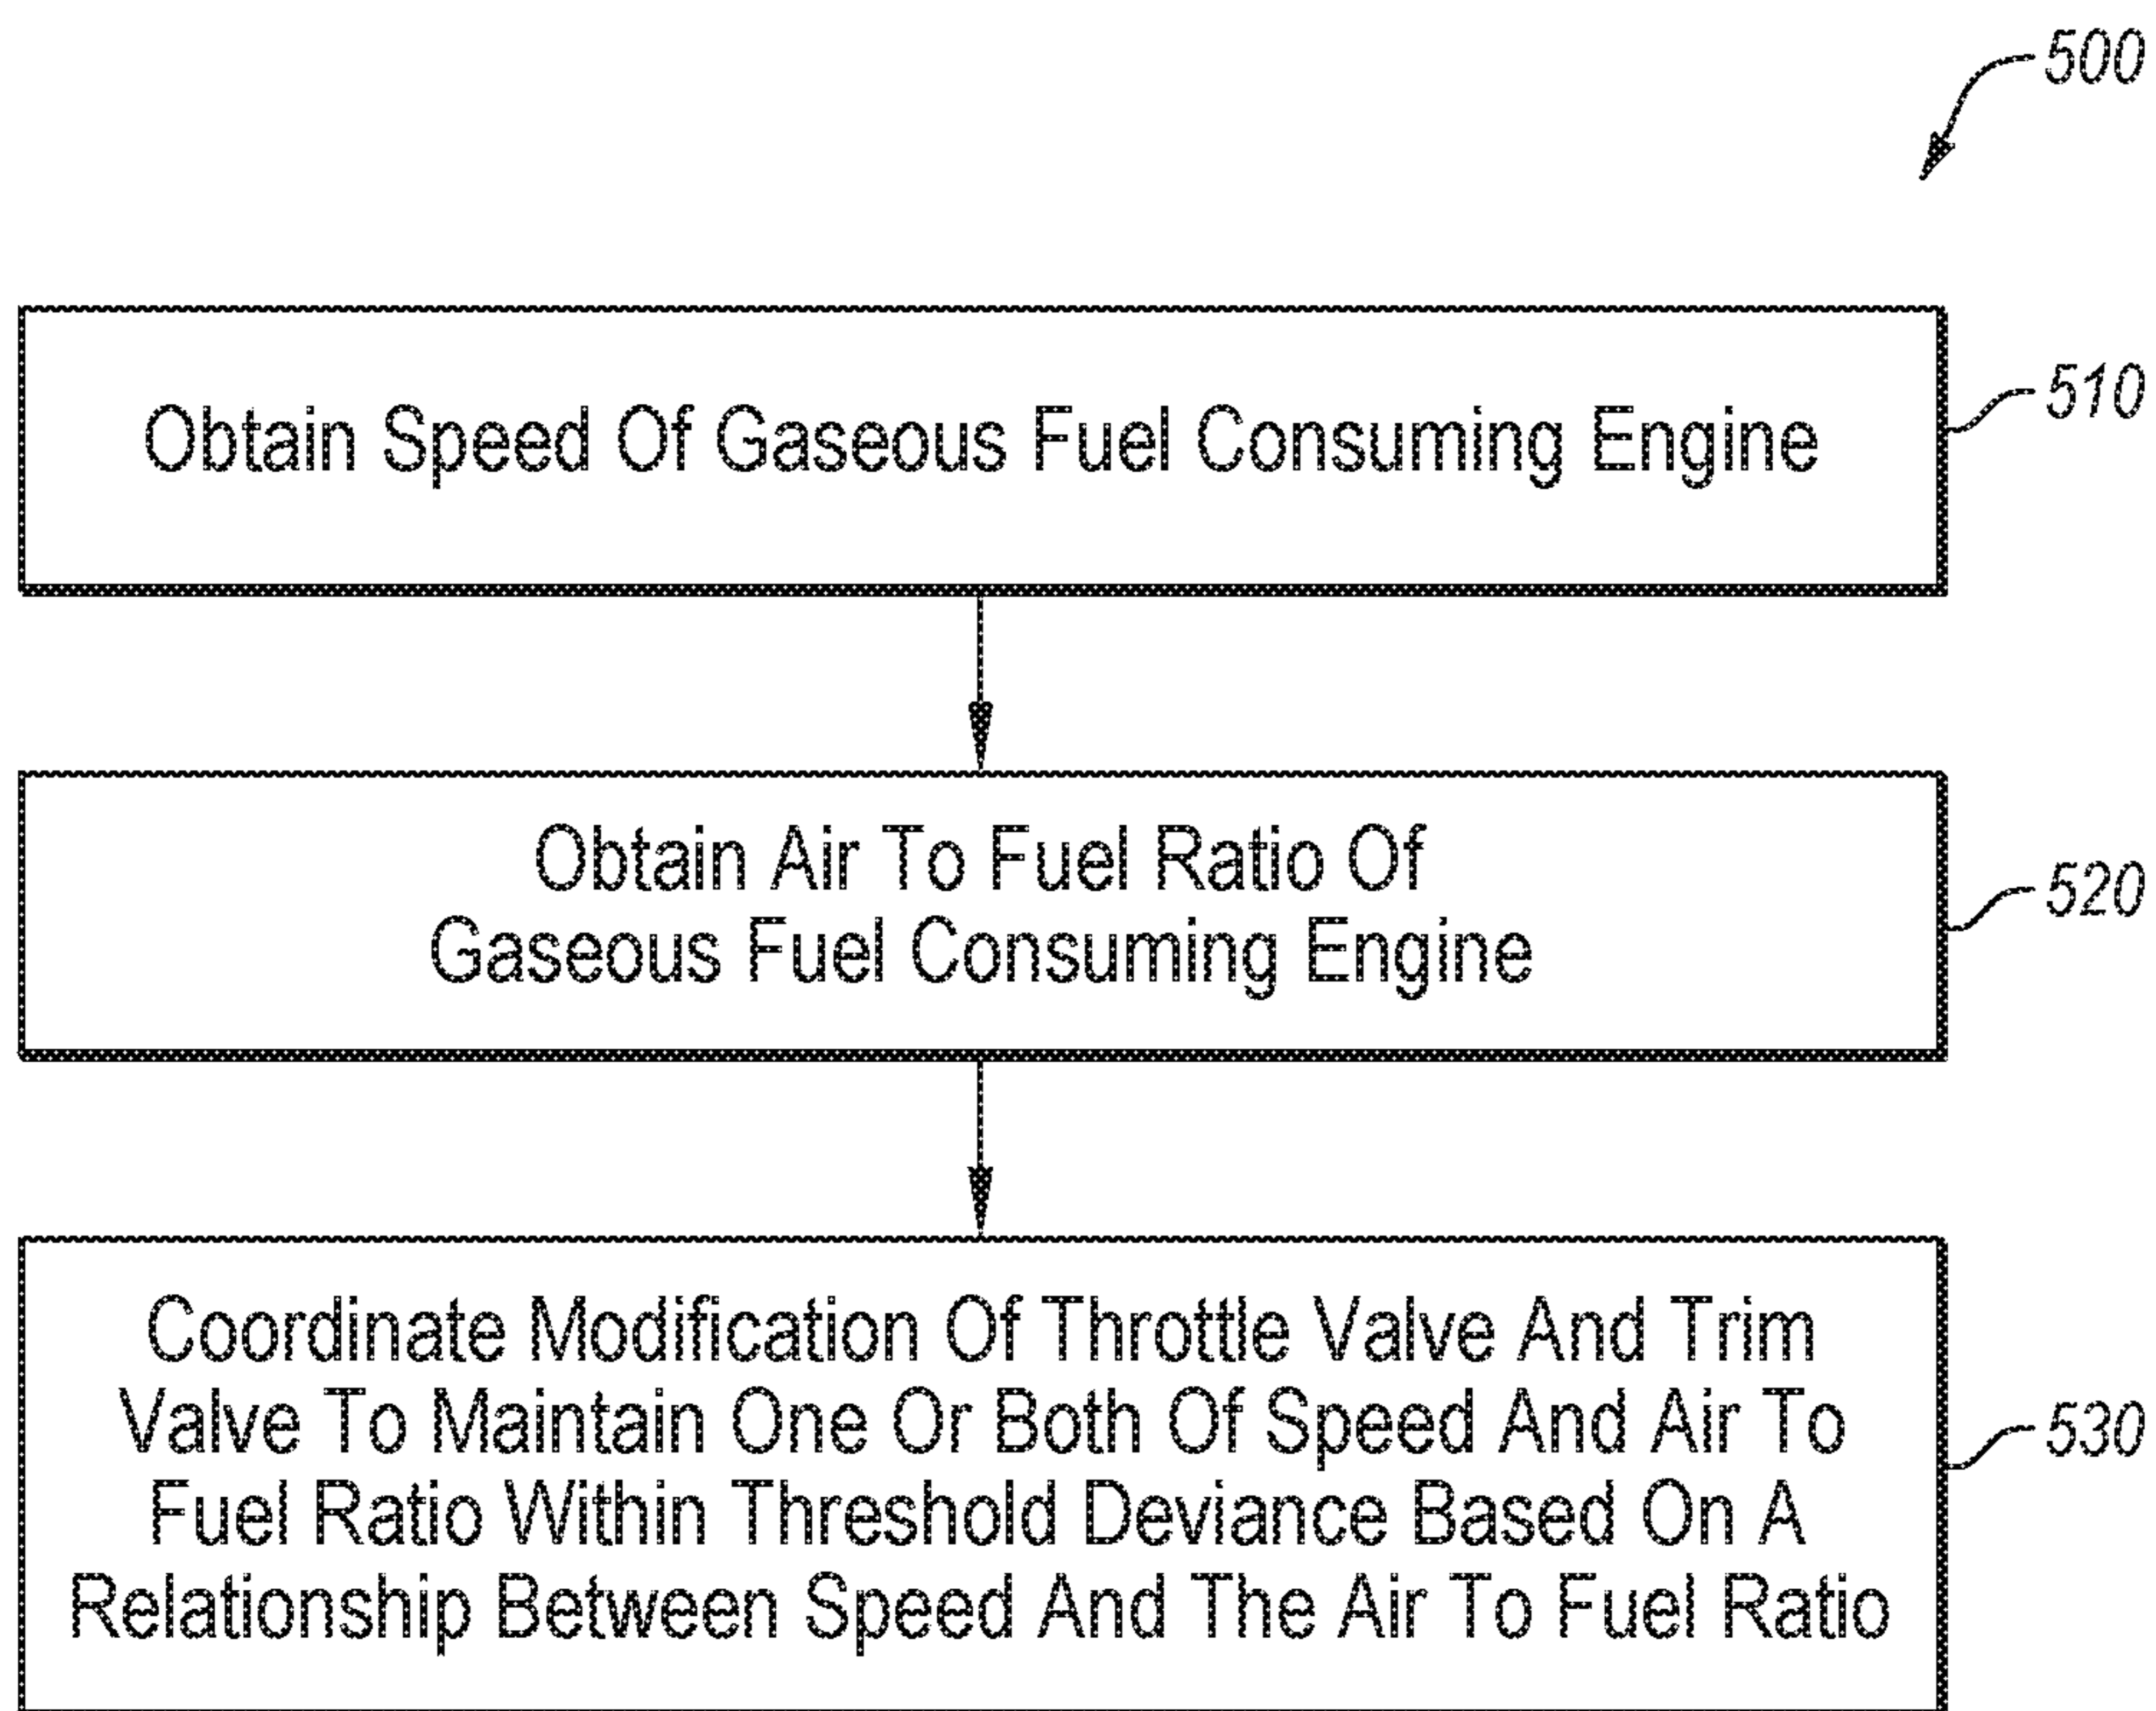 500
Obtain Speed Of Gaseous Fuel Consuming Engine
510
Obtain Air To Fuel Ratio Of
Gaseous Fuel Consuming Engine
520
Coordinate Modification Of Throttle Valve And Trim
Valve To Maintain One Or Both Of Speed And Air To
Fuel Ratio Within Threshold Deviance Based On A
Relationship Between Speed And The Air To Fuel Ratio
530